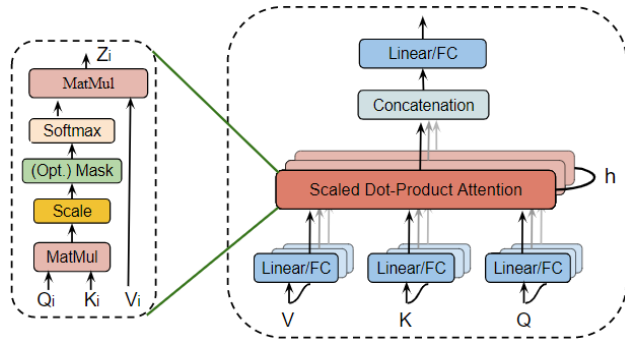 Zi
MatMul
Softmax
(Opt.) Mask
Scale
MatMul
Qi Ki Vi
Linear/FC
Concatenation
Scaled Dot-Product Attention
h
Linear/FC Linear/FC Linear/FC
V K Q